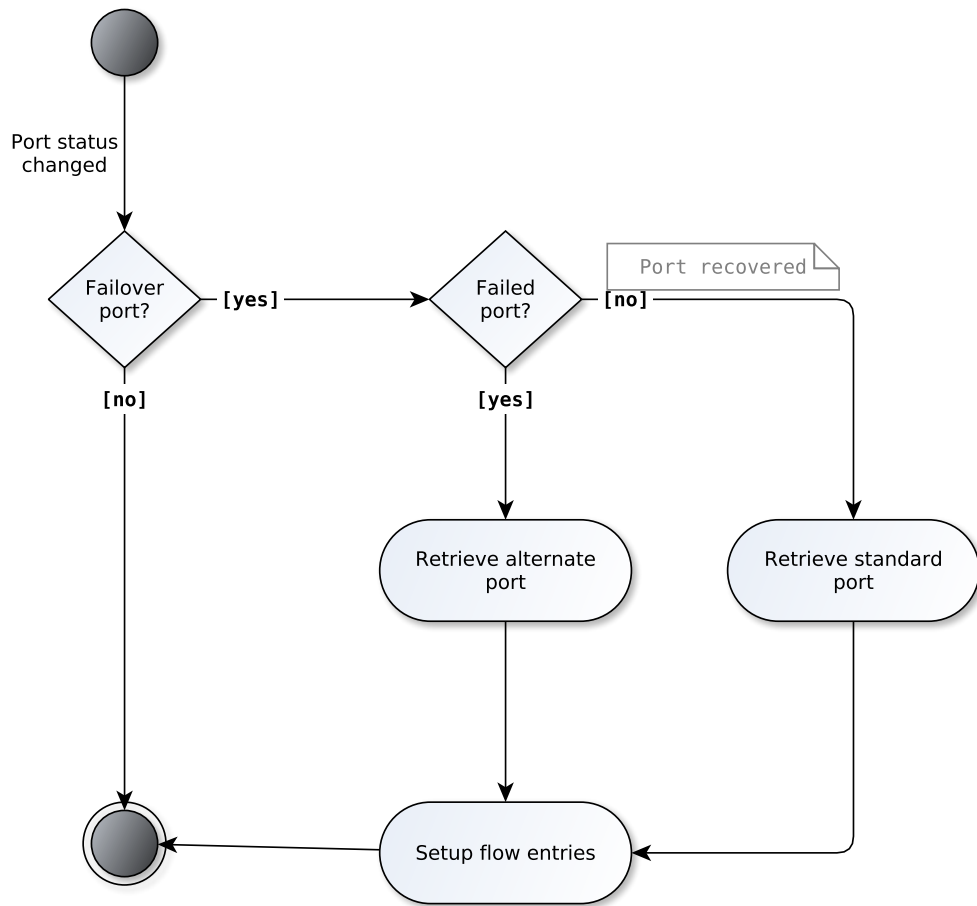 Port status
changed
Failover
port?
[yes]
Failed
port?
Port recovered
[no]
[no]
[yes]
Retrieve alternate
port
Retrieve standard
port
Setup flow entries